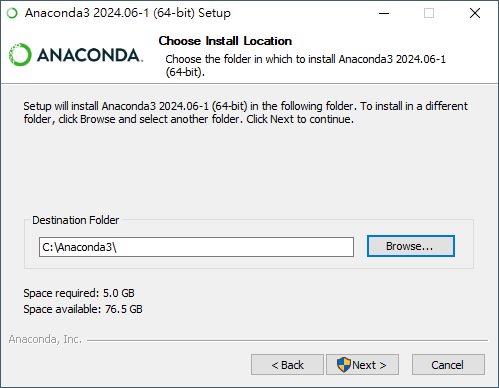 Anaconda3 2024.06-1 (64-bit) Setup
ANACONDA.
Choose Install Location
Choose the folder in which to install Anaconda3 2024.06-1
(64-bit).
Setup will install Anaconda3 2024.06-1 (64-bit) in the following folder. To install in a different
folder, click Browse and select another folder. Click Next to continue.
Destination Folder
C:\Anaconda3\
Browse...
Space required: 5.0 GB
Space available: 76.5 GB
Anaconda, Inc.
< Back
Next >
Cancel